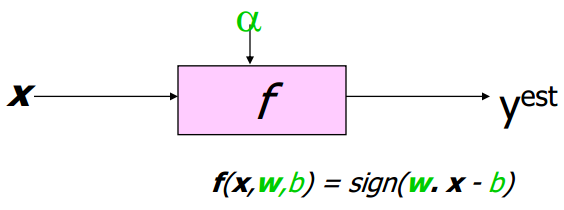 α
x
f
y^est
f(x,w,b) = sign(w. x - b)